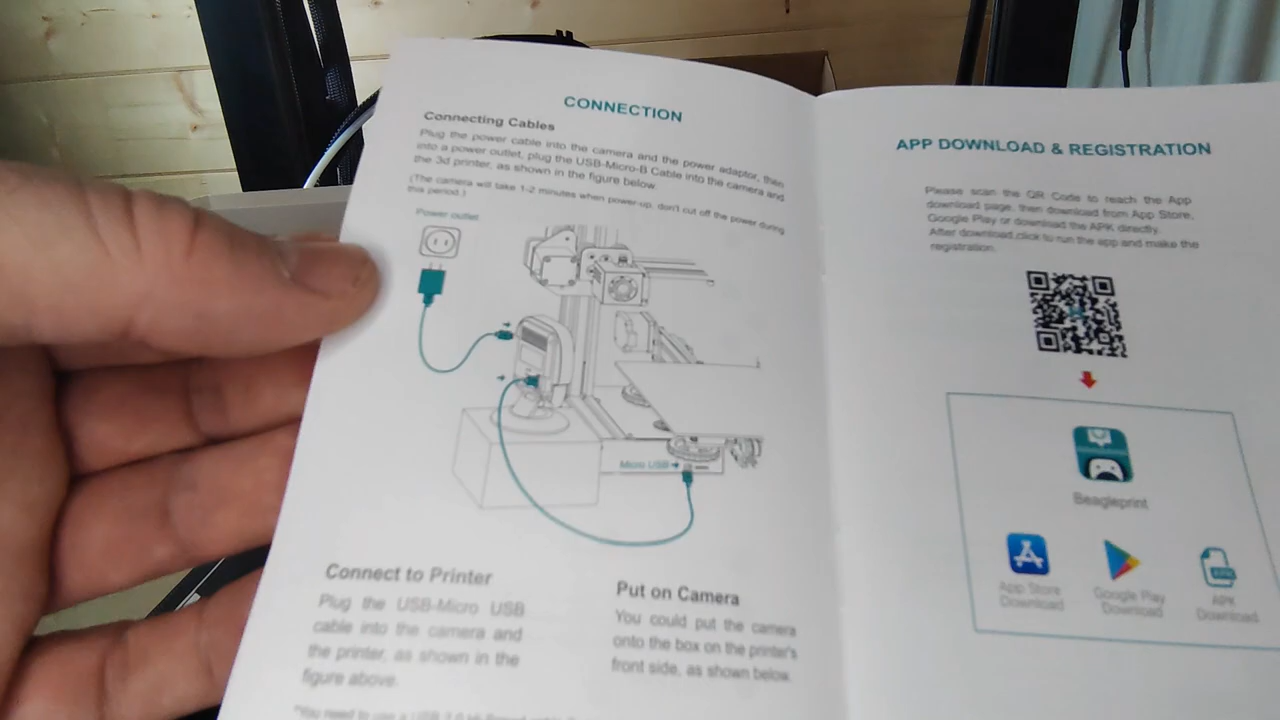 CONNECTION
Connecting Cables
Plug the power cable into the camera and the power adaptor, then
into a power outlet, plug the USB-Micro-B Cable into the camera and
the 3d printer, as shown in the figure below.
(The camera will take 1-2 minutes when power-up, don't cut off the power during
this period.)
Power outlet
Micro USB
Connect to Printer
Plug the USB-Micro USB
cable into the camera and
the printer, as shown in the
figure above.
Put on Camera
You could put the camera
onto the box on the printer's
front side, as shown below.
*You need to use a USB 2.0
APP DOWNLOAD & REGISTRATION
Please scan the QR Code to reach the App
download page, then download from App Store,
Google Play or download the APK directly.
After download,click to run the app and make the
registration.
Beagleprint
App Store
Download
Google Play
Download
APK
Download